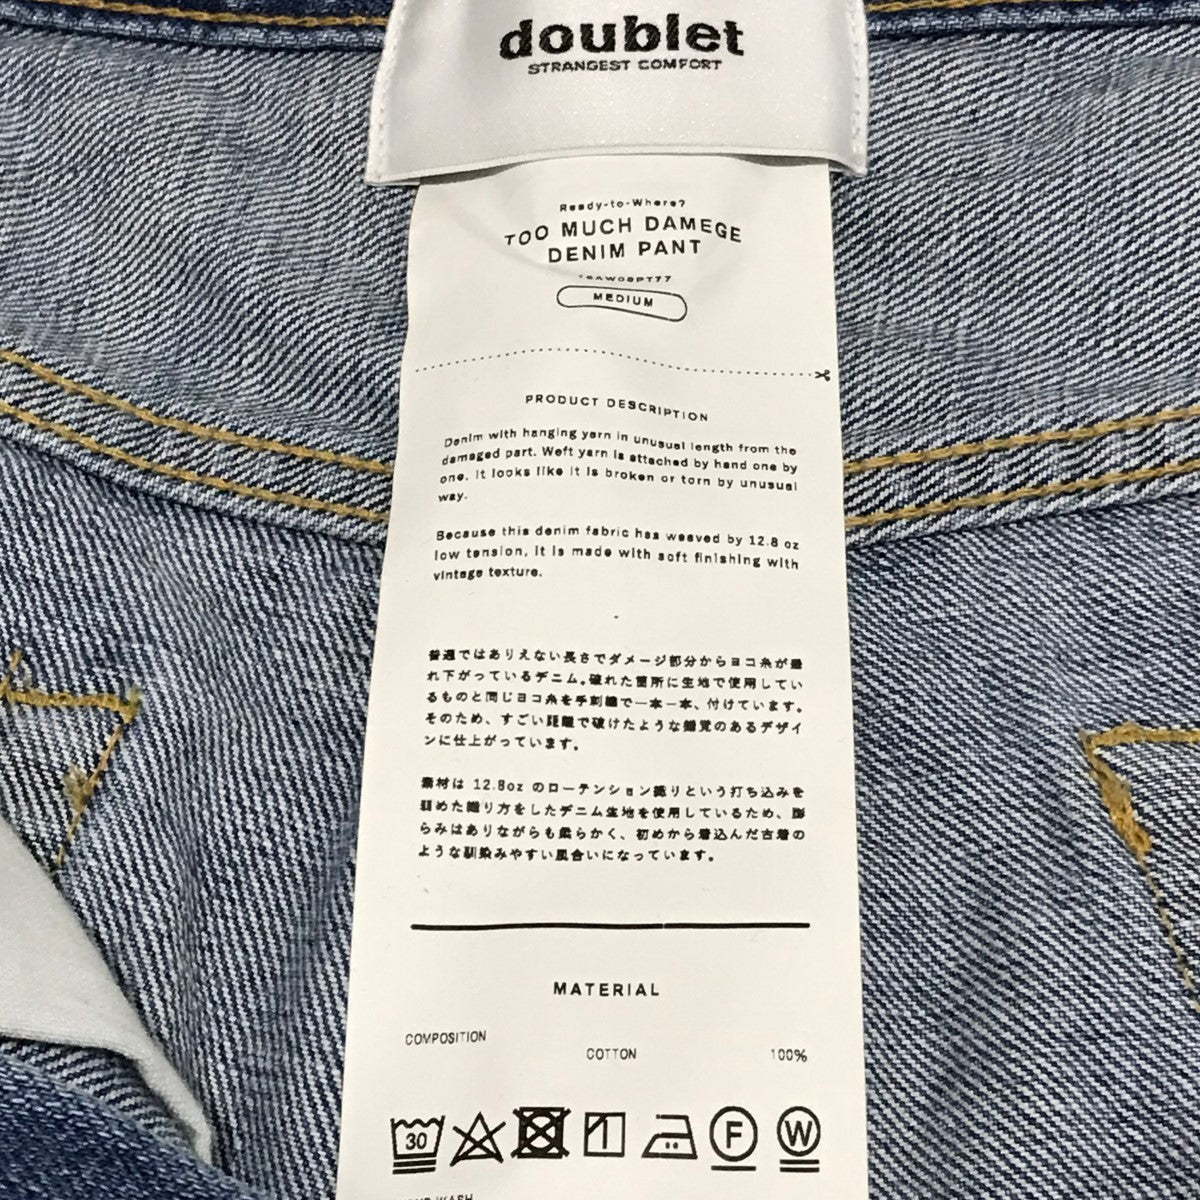 doublet
STRANGEST COMFORT
Ready-to-Where?
TOO MUCH DAMEGE
DENIM PANT
MEDIUM
PRODUCT DESCRIPTION
Denim with hanging yarn in unusual length from the
damaged part. Weft yarn is attached by hand one by
one. It looks like it is broken or torn by unusual
way.
Because this denim fabric has weaved by 12.8 oz
low tension, it is made with soft finishing with
vintage texture.
普通ではありえない長さでダメージ部分からヨコ糸が垂
れ下がっているデニム。破れた箇所に生地で使用してい
るものと同じヨコ糸を手刺繍で一本一本、付けています。
そのため、すごい距離で破けたような錯覚のあるデザイ
ンに仕上がっています。
素材は 12.8oz のローテンション織りという打ち込みを
弱めた織り方をしたデニム生地を使用しているため、膨
らみはありながらも柔らかく、初めから着込んだ古着の
ような馴染みやすい風合いになっています。
MATERIAL
COMPOSITION
COTTON 100%
30
F
W